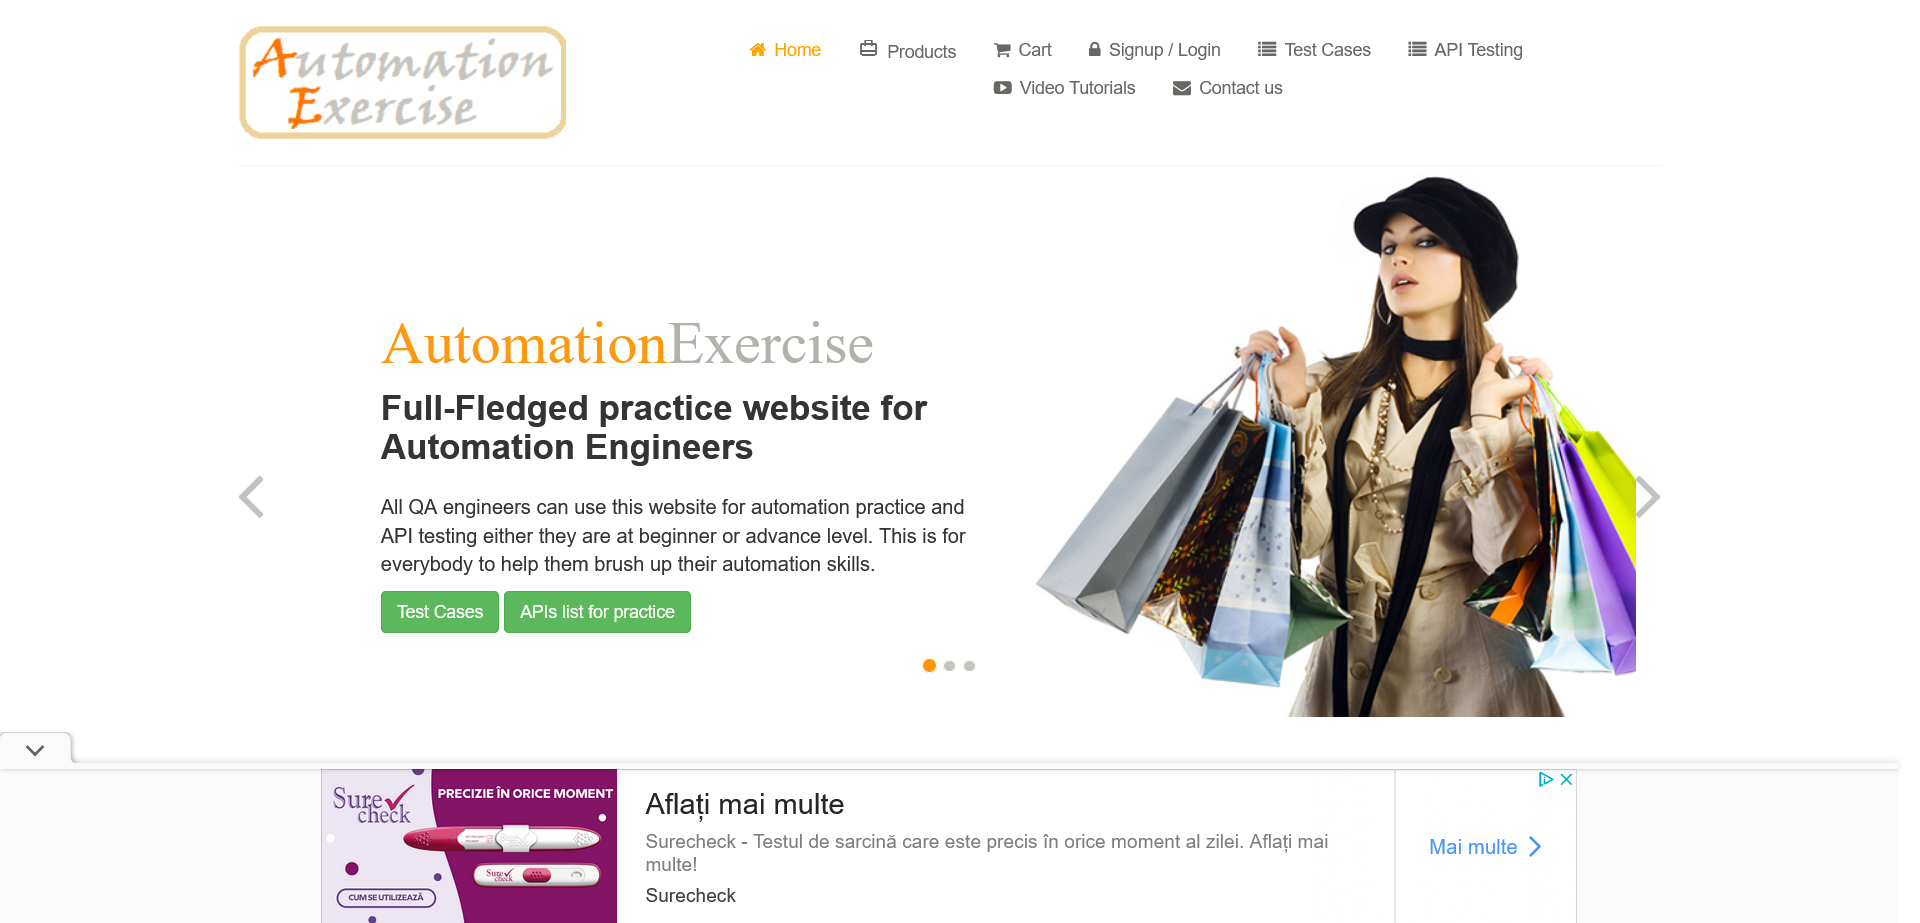 Automation
Exercise
Home
Products
Cart
Signup / Login
Test Cases
API Testing
Video Tutorials
Contact us
AutomationExercise
Full-Fledged practice website for
Automation Engineers
All QA engineers can use this website for automation practice and
API testing either they are at beginner or advance level. This is for
everybody to help them brush up their automation skills.
Test Cases
APIs list for practice
Sure check
PRECIZIE ÎN ORICE MOMENT
Sure check
CUM SE UTILIZEAZĂ
Aflați mai multe
Surecheck - Testul de sarcină care este precis în orice moment al zilei. Aflați mai
multe!
Surecheck
Mai multe